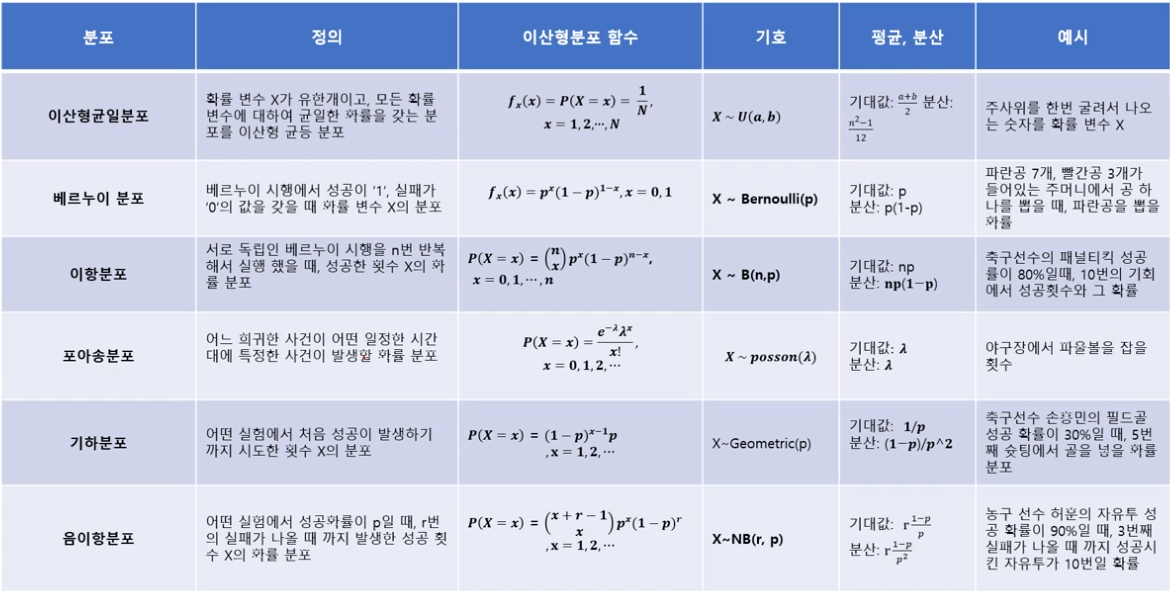 분포 정의 이산형분포 함수 기호 평균, 분산 예시
이산형균일분포
확률 변수 X가 유한개이고, 모든 확률
변수에 대하여 균일한 확률을 갖는 분
포를 이산형 균등 분포
f_x(x) = P(X = x) = 1/N,
x = 1, 2, ⋯, N
X ~ U(a, b)
기대값: (a+b)/2 분산:
(n²−1)/12
주사위를 한번 굴려서 나오
는 숫자를 확률 변수 X
베르누이 분포
베르누이 시행에서 성공이 '1', 실패가
'0'의 값을 갖을 때 확률 변수 X의 분포
f_x(x) = p^x(1 − p)^(1−x), x = 0, 1
X ~ Bernoulli(p)
기대값: p
분산: p(1-p)
파란공 7개, 빨간공 3개가
들어있는 주머니에서 공 하
나를 뽑을 때, 파란공을 뽑을
확률
이항분포
서로 독립인 베르누이 시행을 n번 반복
해서 실행 했을 때, 성공한 횟수 X의 확
률 분포
P(X = x) = (n x) p^x(1 − p)^(n−x),
x = 0, 1, ⋯, n
X ~ B(n,p)
기대값: np
분산: np(1−p)
축구선수의 패널티킥 성공
률이 80%일때, 10번의 기회
에서 성공횟수와 그 확률
포아송분포
어느 희귀한 사건이 어떤 일정한 시간
대에 특정한 사건이 발생할 확률 분포
P(X = x) = e^(−λ)λ^x/x!,
x = 0, 1, 2, ⋯
X ~ posson(λ)
기대값: λ
분산: λ
야구장에서 파울볼을 잡을
횟수
기하분포
어떤 실험에서 처음 성공이 발생하기
까지 시도한 횟수 X의 분포
P(X = x) = (1 − p)^(x−1)p
,x = 1, 2, ⋯
X~Geometric(p)
기대값: 1/p
분산: (1−p)/p^2
축구선수 손흥민의 필드골
성공 확률이 30%일 때, 5번
째 슛팅에서 골을 넣을 확률
분포
음이항분포
어떤 실험에서 성공확률이 p일 때, r번
의 실패가 나올 때 까지 발생한 성공 횟
수 X의 확률 분포
P(X = x) = (x + r − 1 x) p^x(1 − p)^r
,x = 1, 2, ⋯
X~NB(r, p)
기대값: r(1−p)/p
분산: r(1−p)/p²
농구 선수 허훈의 자유투 성
공 확률이 90%일 때, 3번째
실패가 나올 때 까지 성공시
킨 자유투가 10번일 확률